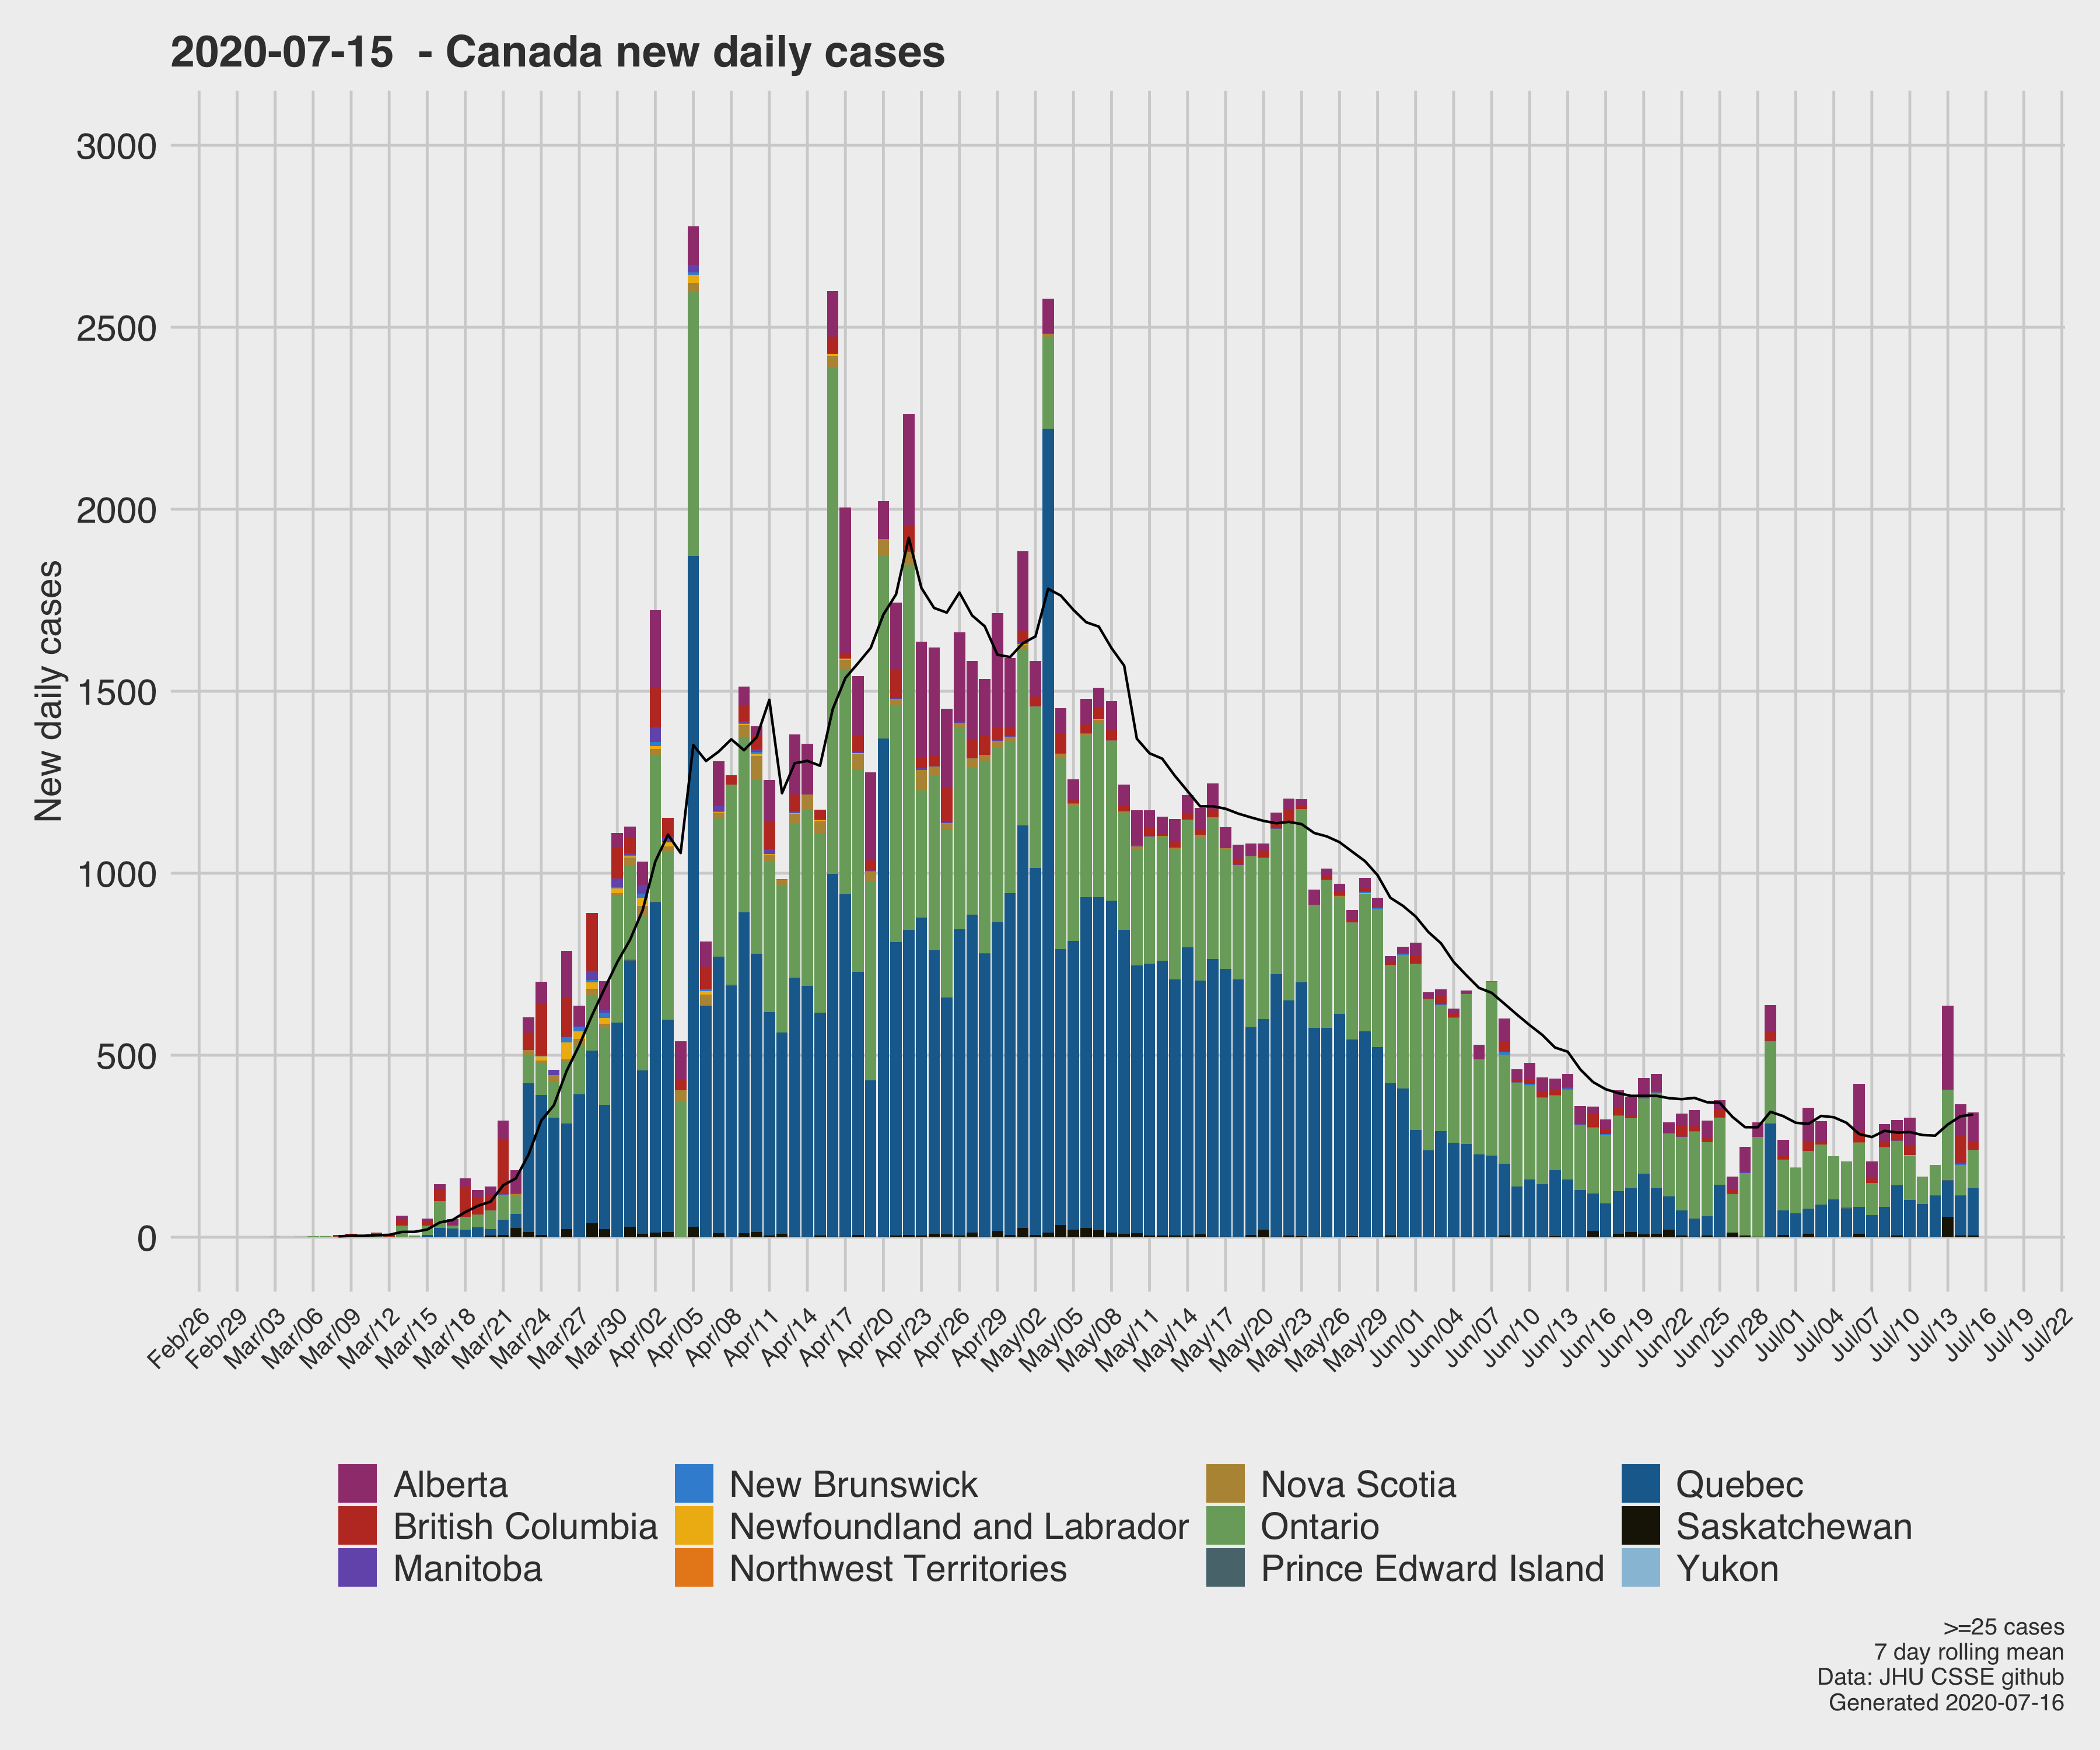 2020-07-15  - Canada new daily cases
New daily cases
3000
2500
2000
1500
1000
500
0
Feb/26
Feb/29
Mar/03
Mar/06
Mar/09
Mar/12
Mar/15
Mar/18
Mar/21
Mar/24
Mar/27
Mar/30
Apr/02
Apr/05
Apr/08
Apr/11
Apr/14
Apr/17
Apr/20
Apr/23
Apr/26
Apr/29
May/02
May/05
May/08
May/11
May/14
May/17
May/20
May/23
May/26
May/29
Jun/01
Jun/04
Jun/07
Jun/10
Jun/13
Jun/16
Jun/19
Jun/22
Jun/25
Jun/28
Jul/01
Jul/04
Jul/07
Jul/10
Jul/13
Jul/16
Jul/19
Jul/22
Alberta
British Columbia
Manitoba
New Brunswick
Newfoundland and Labrador
Northwest Territories
Nova Scotia
Ontario
Prince Edward Island
Quebec
Saskatchewan
Yukon
>=25 cases
7 day rolling mean
Data: JHU CSSE github
Generated 2020-07-16